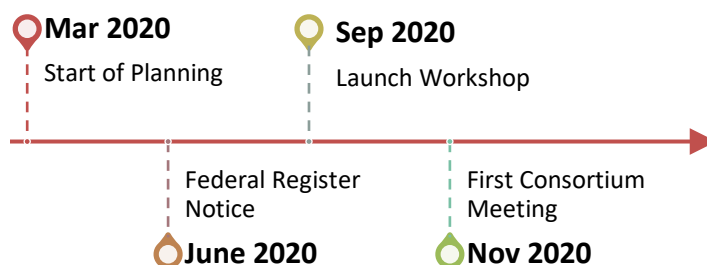 Mar 2020
Start of Planning
Sep 2020
Launch Workshop
Federal Register
Notice
June 2020
First Consortium
Meeting
Nov 2020